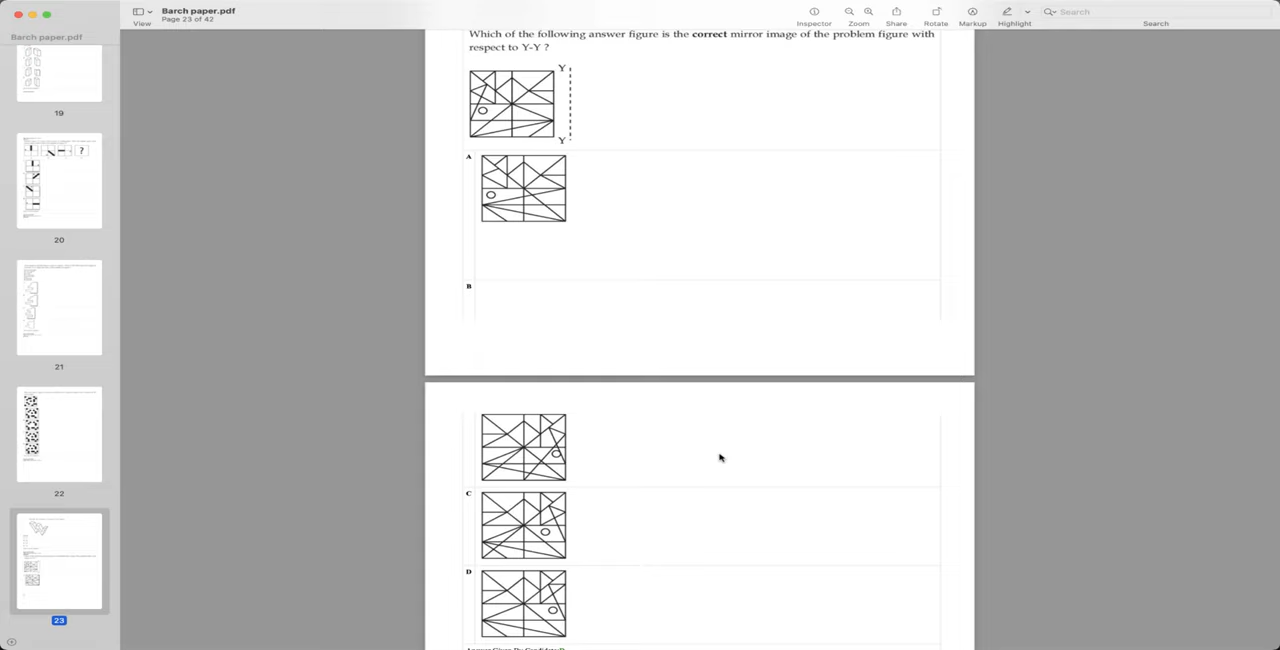 Barch paper.pdf
Page 23 of 42
View
Inspector
Zoom
Share
Rotate
Markup
Highlight
Search
Search
Barch paper.pdf
19
20
21
22
23
Which of the following answer figure is the correct mirror image of the problem figure with
respect to Y-Y ?
Y
Y
A
B
C
D
?